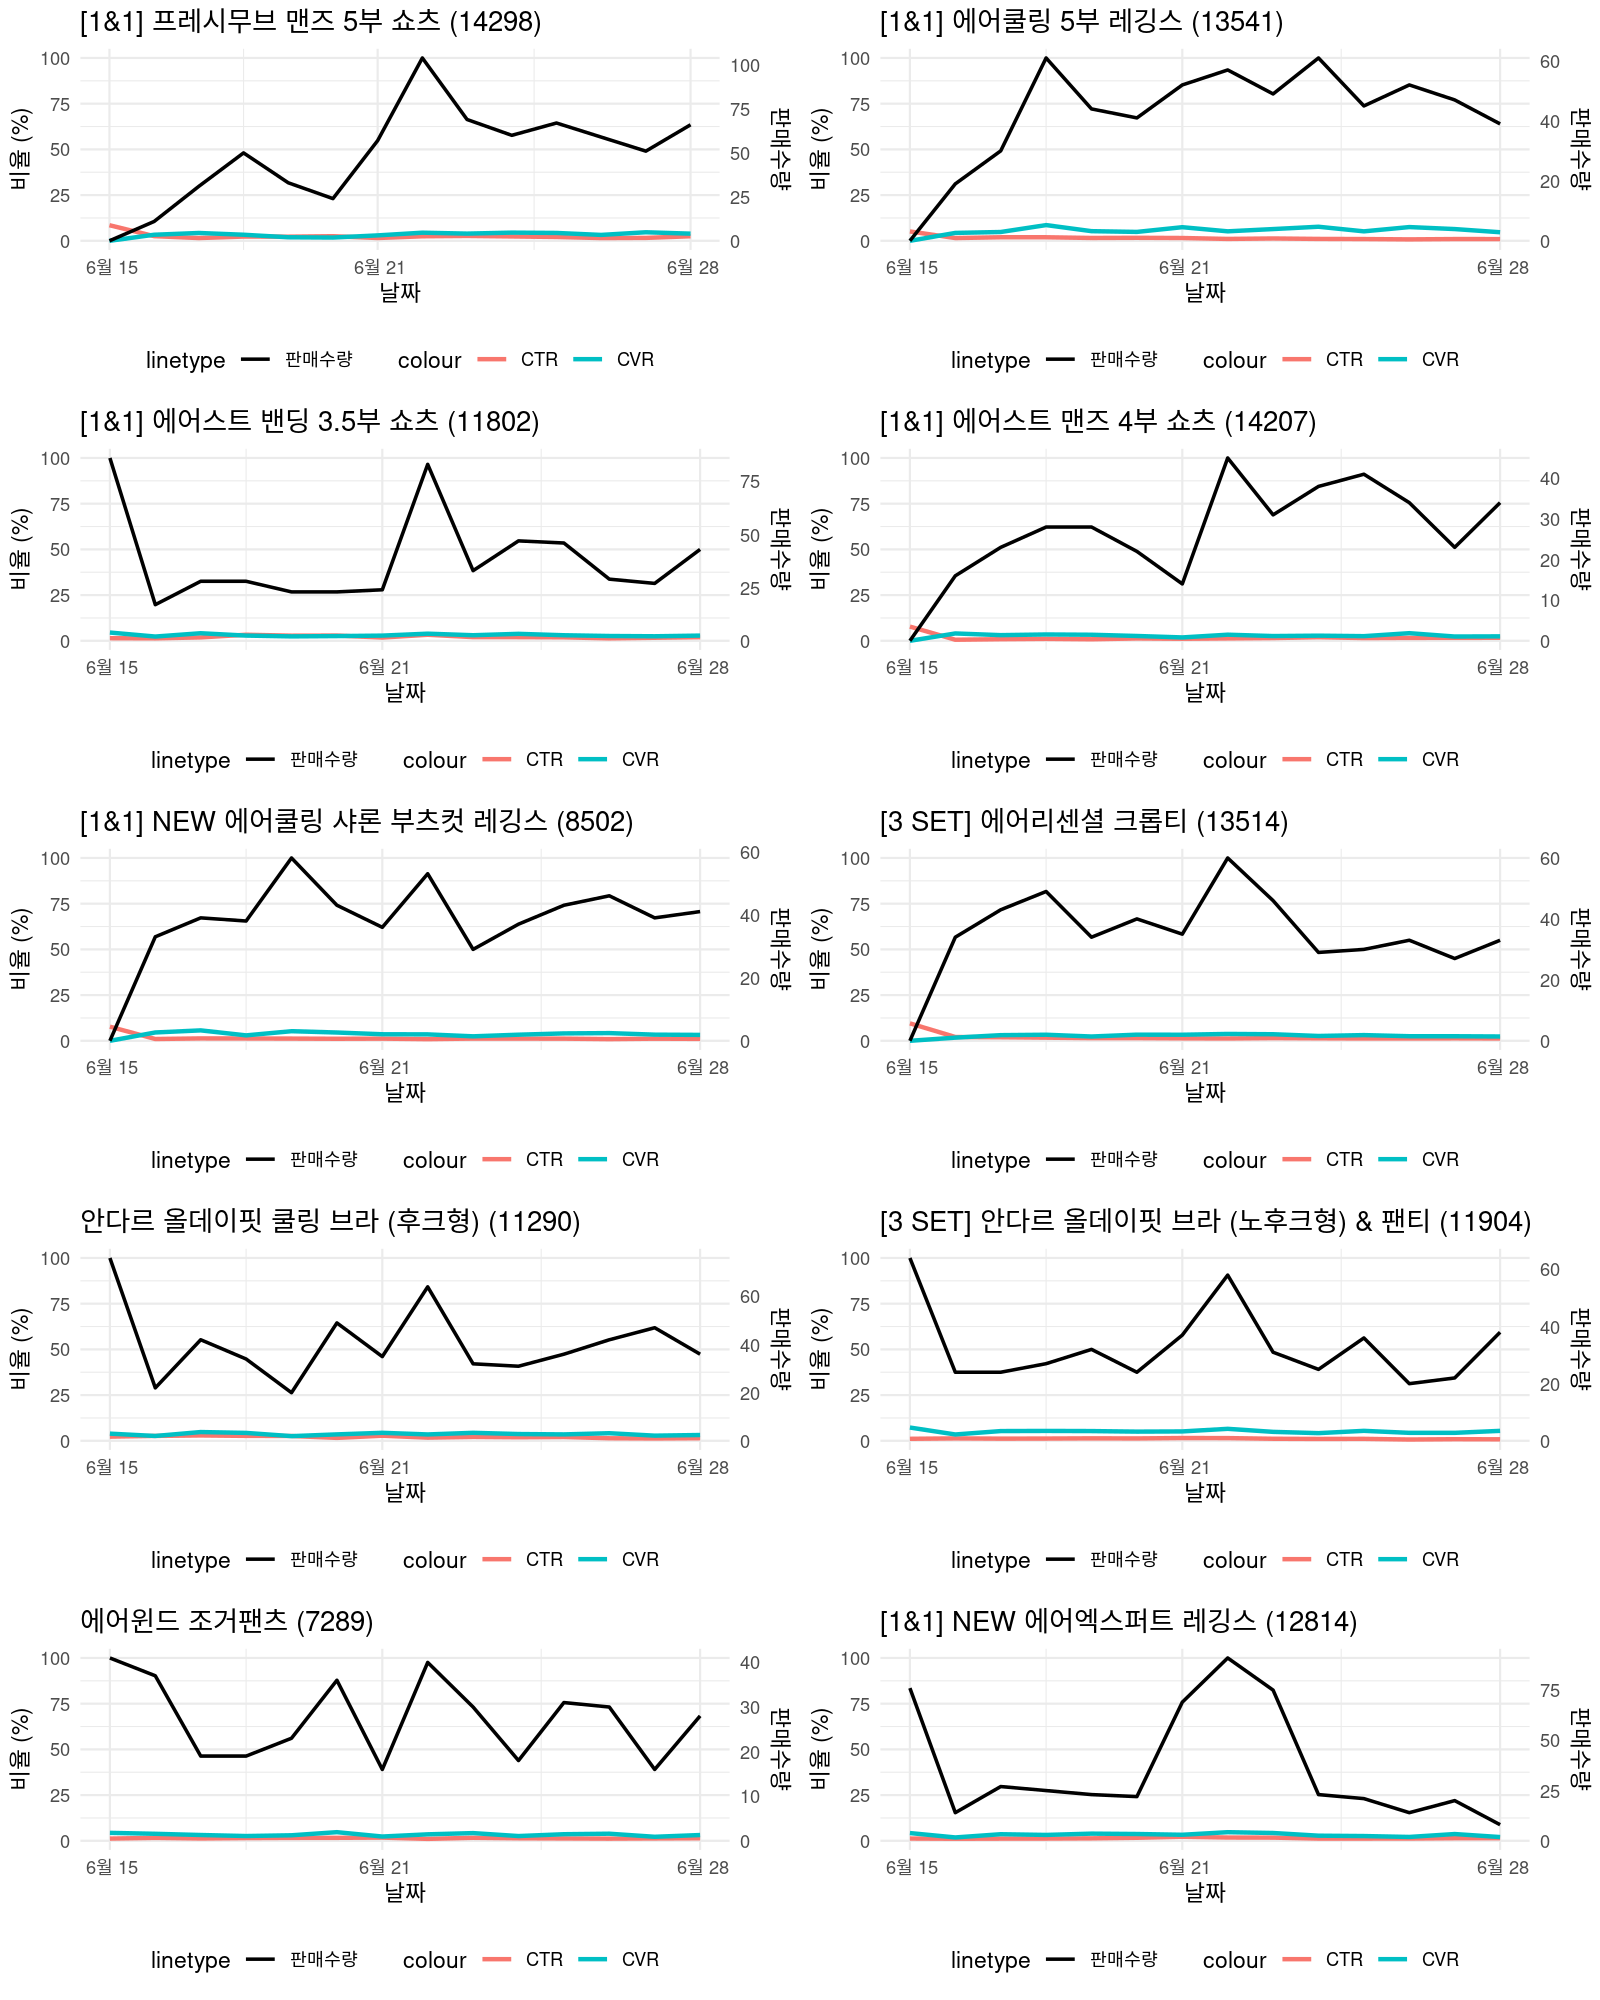 [1&1] 프레시무브 맨즈 5부 쇼츠 (14298)
100
75
50
25
0
비율 (%)
100
75
50
25
0
판매수량
6월 15
6월 21
6월 28
날짜
linetype 판매수량 colour CTR CVR
[1&1] 에어쿨링 5부 레깅스 (13541)
100
75
50
25
0
비율 (%)
60
40
20
0
판매수량
6월 15
6월 21
6월 28
날짜
linetype 판매수량 colour CTR CVR
[1&1] 에어스트 밴딩 3.5부 쇼츠 (11802)
100
75
50
25
0
비율 (%)
75
50
25
0
판매수량
6월 15
6월 21
6월 28
날짜
linetype 판매수량 colour CTR CVR
[1&1] 에어스트 맨즈 4부 쇼츠 (14207)
100
75
50
25
0
비율 (%)
40
30
20
10
0
판매수량
6월 15
6월 21
6월 28
날짜
linetype 판매수량 colour CTR CVR
[1&1] NEW 에어쿨링 샤론 부츠컷 레깅스 (8502)
100
75
50
25
0
비율 (%)
60
40
20
0
판매수량
6월 15
6월 21
6월 28
날짜
linetype 판매수량 colour CTR CVR
[3 SET] 에어리센셜 크롭티 (13514)
100
75
50
25
0
비율 (%)
60
40
20
0
판매수량
6월 15
6월 21
6월 28
날짜
linetype 판매수량 colour CTR CVR
안다르 올데이핏 쿨링 브라 (후크형) (11290)
100
75
50
25
0
비율 (%)
60
40
20
0
판매수량
6월 15
6월 21
6월 28
날짜
linetype 판매수량 colour CTR CVR
[3 SET] 안다르 올데이핏 브라 (노후크형) & 팬티 (11904)
100
75
50
25
0
비율 (%)
60
40
20
0
판매수량
6월 15
6월 21
6월 28
날짜
linetype 판매수량 colour CTR CVR
에어윈드 조거팬츠 (7289)
100
75
50
25
0
비율 (%)
40
30
20
10
0
판매수량
6월 15
6월 21
6월 28
날짜
linetype 판매수량 colour CTR CVR
[1&1] NEW 에어엑스퍼트 레깅스 (12814)
100
75
50
25
0
비율 (%)
75
50
25
0
판매수량
6월 15
6월 21
6월 28
날짜
linetype 판매수량 colour CTR CVR